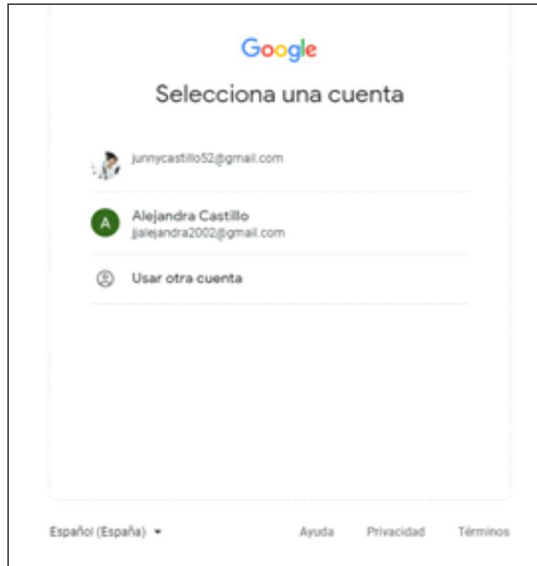 Google
Selecciona una cuenta
junnycastillo52@gmail.com
A
Alejandra Castillo
jjalejandra2002@gmail.com
Usar otra cuenta
Español (España)
Ayuda Privacidad Términos